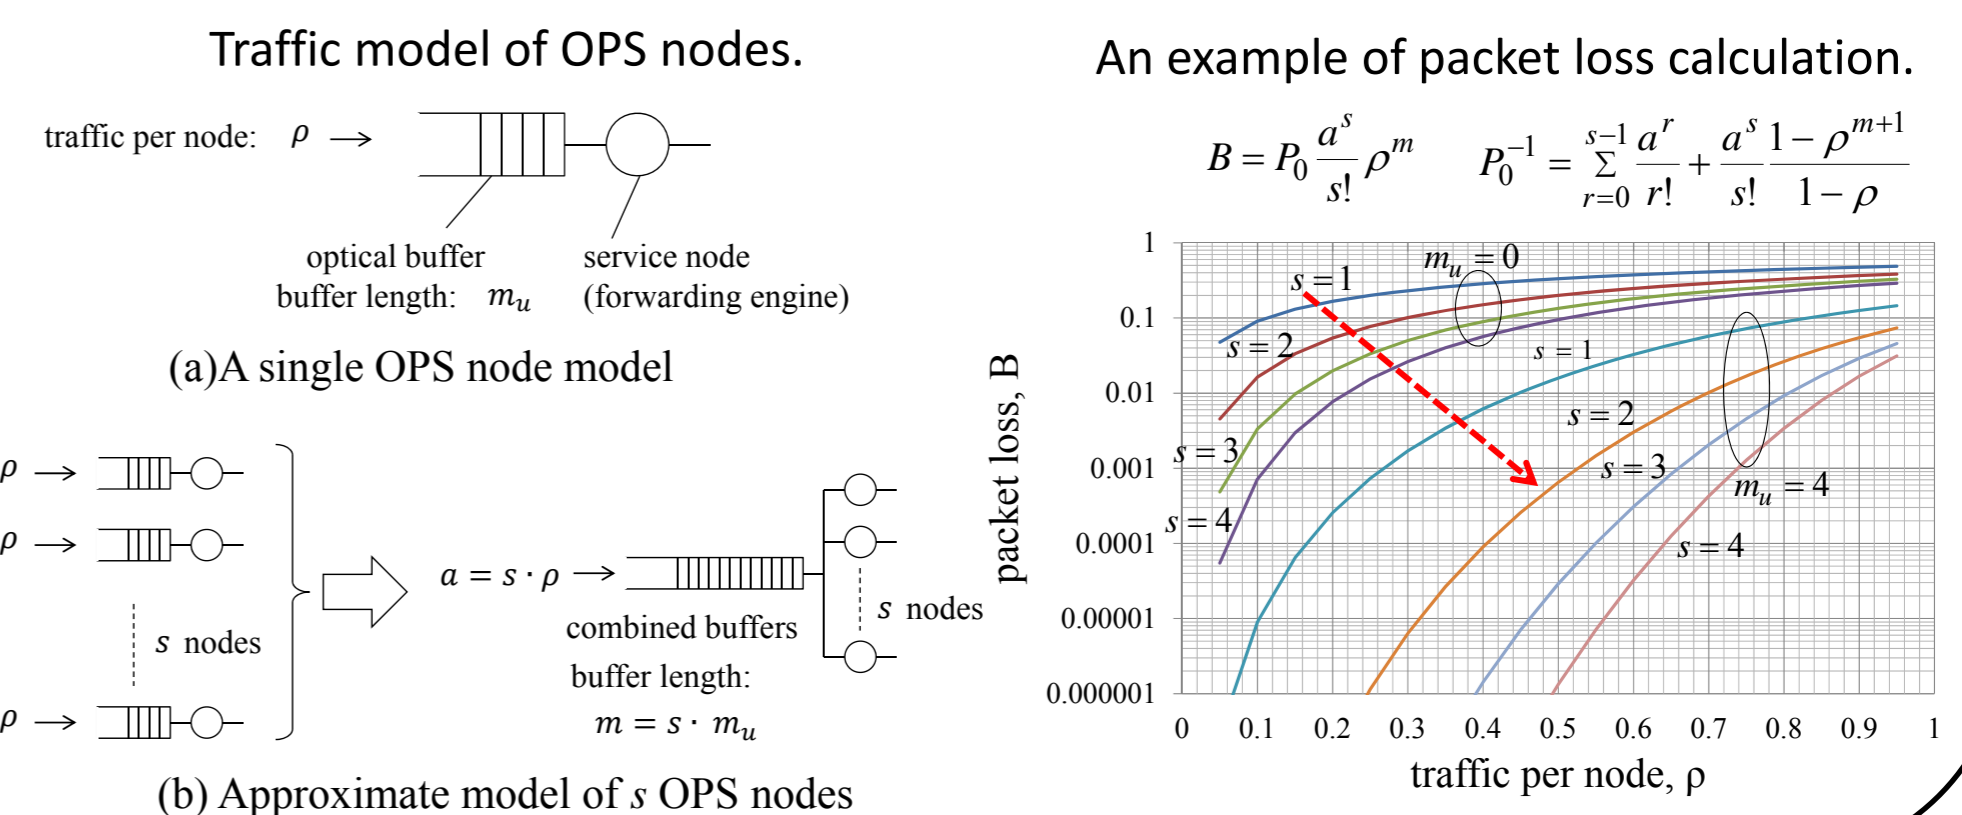 Traffic model of OPS nodes.
traffic per node: ρ
optical buffer
buffer length: m_u
service node
(forwarding engine)
(a)A single OPS node model
ρ
ρ
ρ
s nodes
a = s · ρ
combined buffers
buffer length:
m = s · m_u
s nodes
(b) Approximate model of s OPS nodes
An example of packet loss calculation.
B = P_0 \frac{a^s}{s!} ρ^m
P_0^{-1} = \sum_{r=0}^{s-1} \frac{a^r}{r!} + \frac{a^s}{s!} \frac{1-ρ^{m+1}}{1-ρ}
packet loss, B
1
0.1
0.01
0.001
0.0001
0.00001
0.000001
s = 1
m_u = 0
s = 2
s = 3
s = 4
s = 1
s = 2
s = 3
m_u = 4
s = 4
0 0.1 0.2 0.3 0.4 0.5 0.6 0.7 0.8 0.9 1
traffic per node, ρ